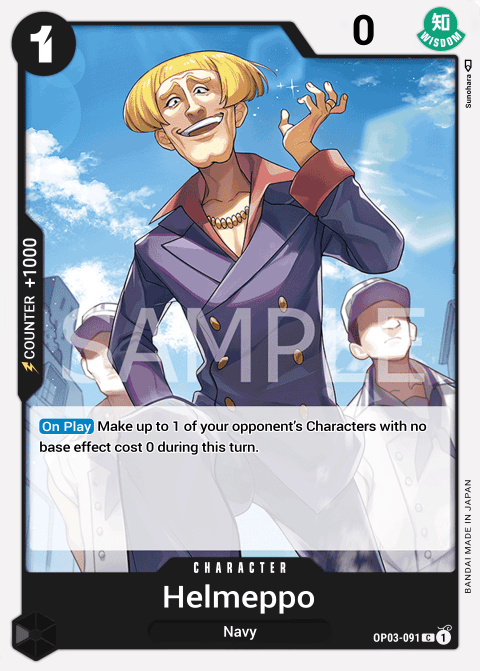 1
0
知
WISDOM
Sunohara
COUNTER +1000
SAMPLE
On Play Make up to 1 of your opponent's Characters with no
base effect cost 0 during this turn.
BANDAI MADE IN JAPAN
CHARACTER
Helmeppo
Navy
OP03-091 C 1